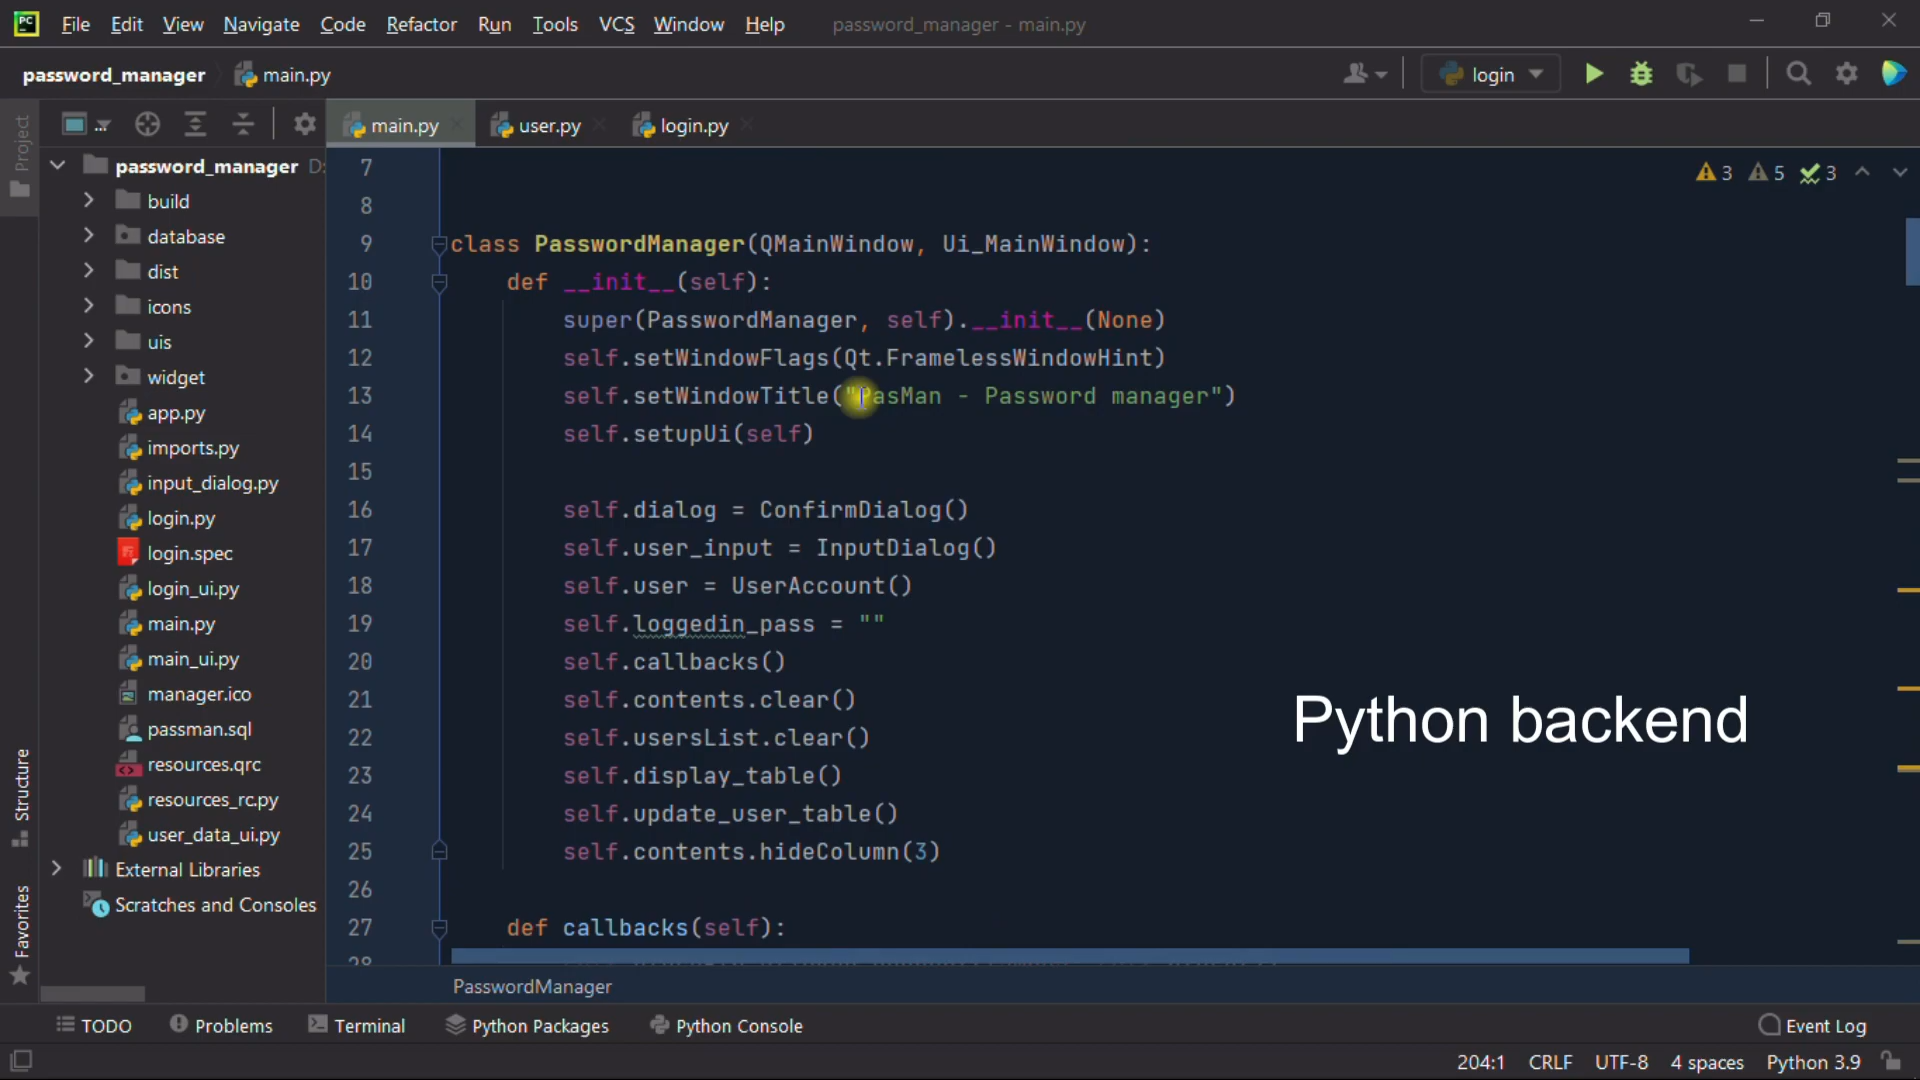 PC File Edit View Navigate Code Refactor Run Tools VCS Window Help password_manager - main.py
password_manager main.py login
Project
... main.py user.py login.py
password_manager D:
build
database
dist
icons
uis
widget
app.py
imports.py
input_dialog.py
login.py
login.spec
login_ui.py
main.py
main_ui.py
manager.ico
passman.sql
resources.qrc
resources_rc.py
user_data_ui.py
External Libraries
Scratches and Consoles
Structure
Favorites
3 5 3
7
8
9 class PasswordManager(QMainWindow, Ui_MainWindow):
10 def __init__(self):
11 super(PasswordManager, self).__init__(None)
12 self.setWindowFlags(Qt.FramelessWindowHint)
13 self.setWindowTitle("PasMan - Password manager")
14 self.setupUi(self)
15
16 self.dialog = ConfirmDialog()
17 self.user_input = InputDialog()
18 self.user = UserAccount()
19 self.loggedin_pass = ""
20 self.callbacks()
21 self.contents.clear()
22 self.usersList.clear()
23 self.display_table()
24 self.update_user_table()
25 self.contents.hideColumn(3)
26
27 def callbacks(self):
28
Python backend
PasswordManager
TODO Problems Terminal Python Packages Python Console Event Log
204:1 CRLF UTF-8 4 spaces Python 3.9